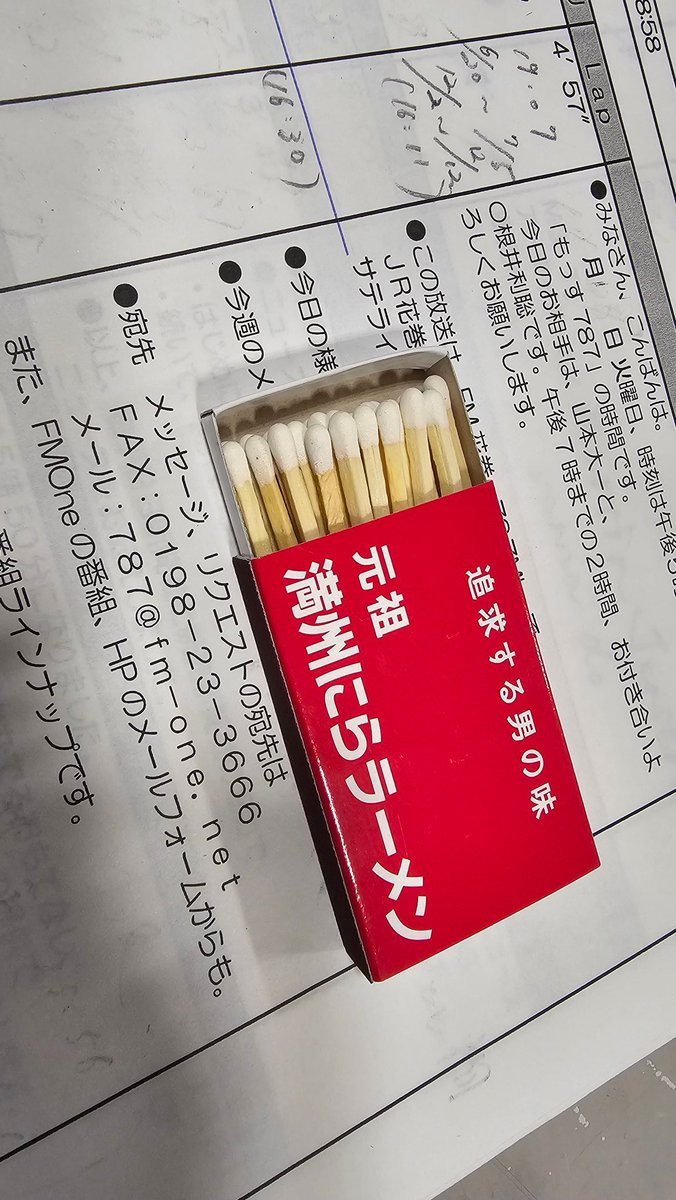 8:58
Lap
4′57″
19:07
(16:11)
(16:30)
●みなさん、こんばんは。
月 日 火曜日、時刻は午後
「もっす787」の時間です。
今日のお相手は、山本大一と、
〇根井利聡です。午後7時までの2時間、お付き合いよ
ろしくお願いします。
●この放送は、FM花巻
JR花巻
サテライ
●今日の様
●今週のメ
●宛先 メッセージ、リクエストの宛先は
FAX:0198-23-3666
メール:787@fm-one.net
また、FMOneの番組、HPのメールフォームからも。
番組ラインナップです。
追求する男の味
元祖
満州にらラーメン